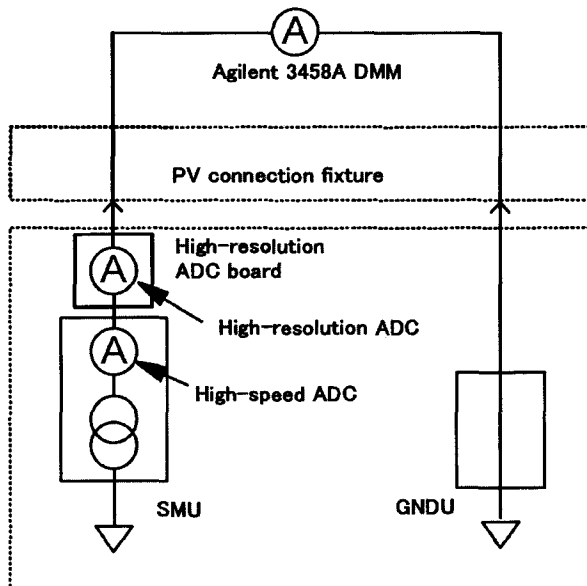 A
Agilent 3458A DMM
PV connection fixture
High-resolution
ADC board
A
High-resolution ADC
A
High-speed ADC
SMU
GNDU